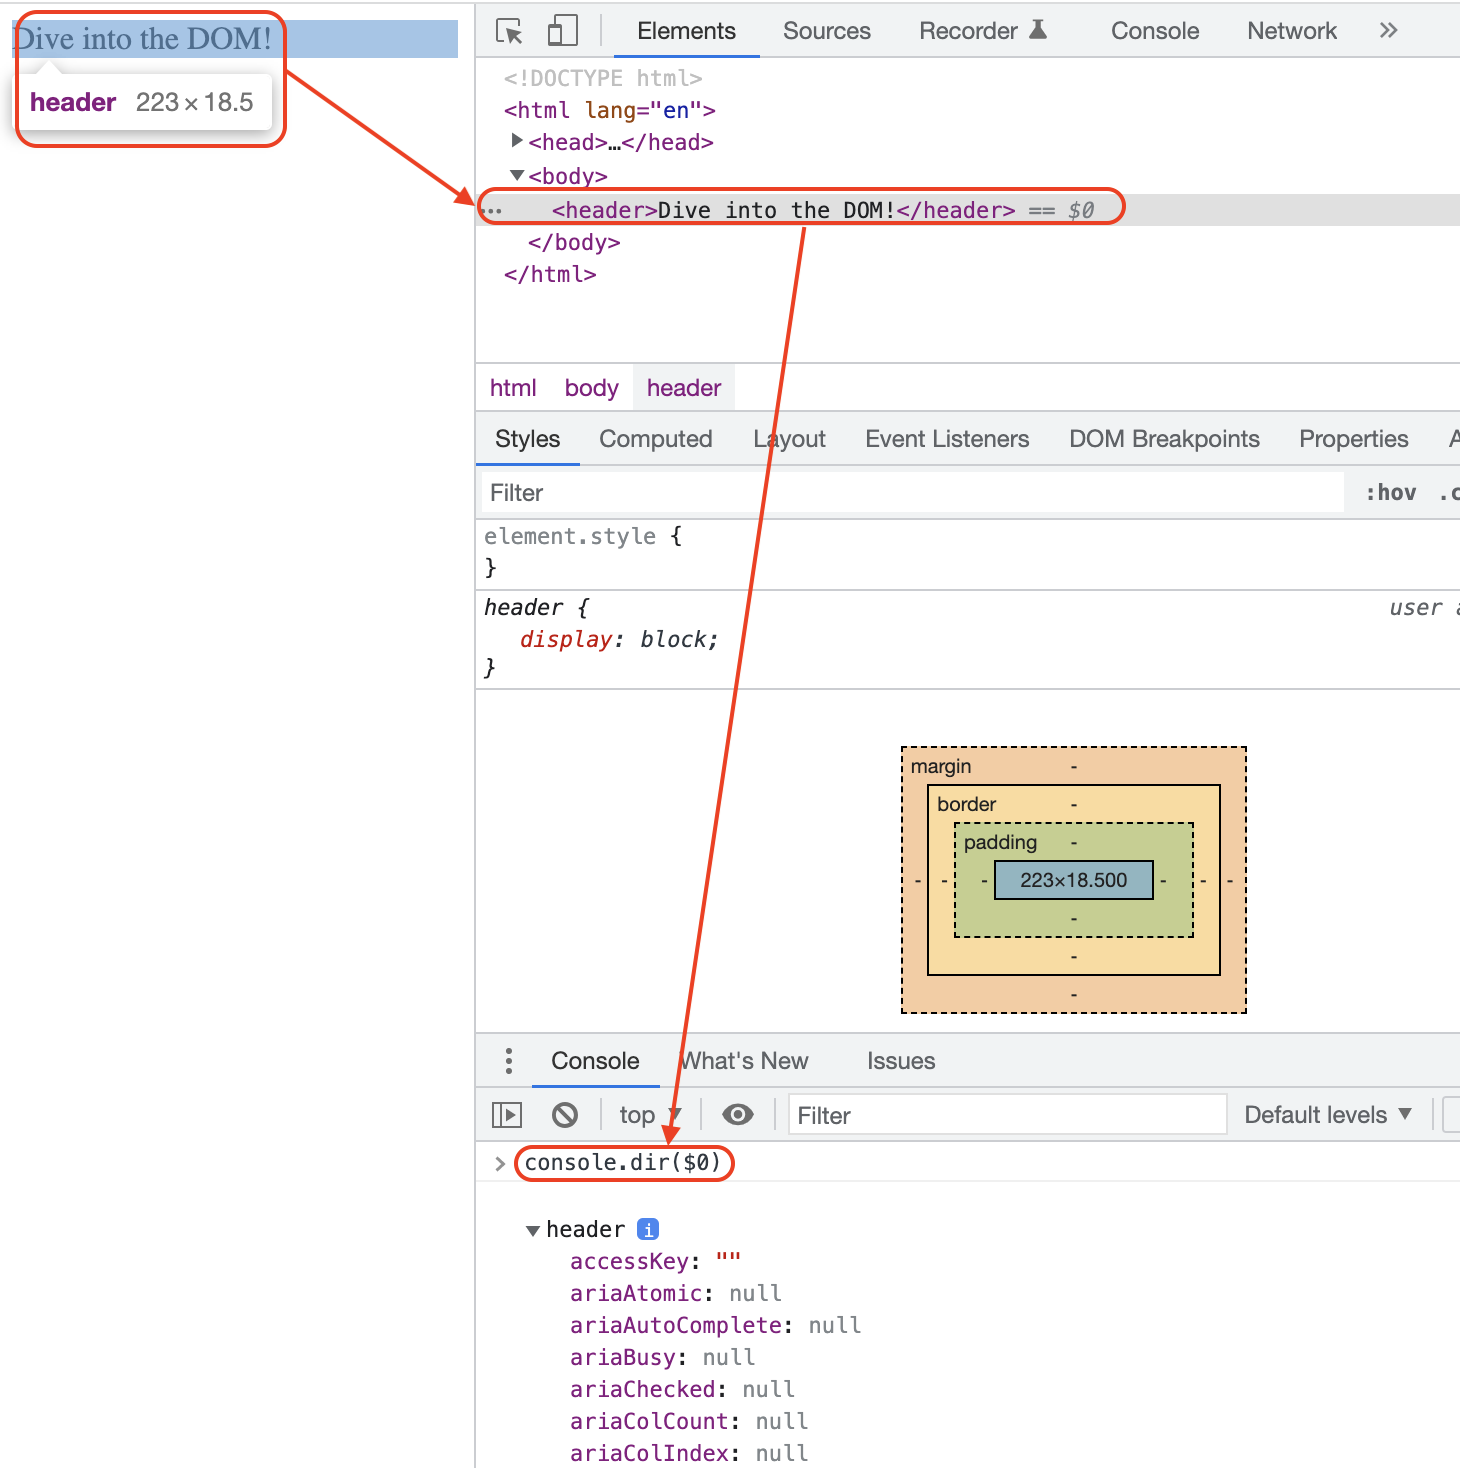 Dive into the DOM!
header 223 × 18.5
Elements Sources Recorder Console Network »
<!DOCTYPE html>
<html lang="en">
<head>…</head>
<body>
··· <header>Dive into the DOM!</header> == $0
</body>
</html>
html body header
Styles Computed Layout Event Listeners DOM Breakpoints Properties A
Filter :hov .c
element.style {
}
header { user a
display: block;
}
margin -
border -
padding -
- - - 223×18.500 - - -
-
-
-
Console What's New Issues
top ▼ Filter Default levels ▼
> console.dir($0)
header i
accessKey: ""
ariaAtomic: null
ariaAutoComplete: null
ariaBusy: null
ariaChecked: null
ariaColCount: null
ariaColIndex: null